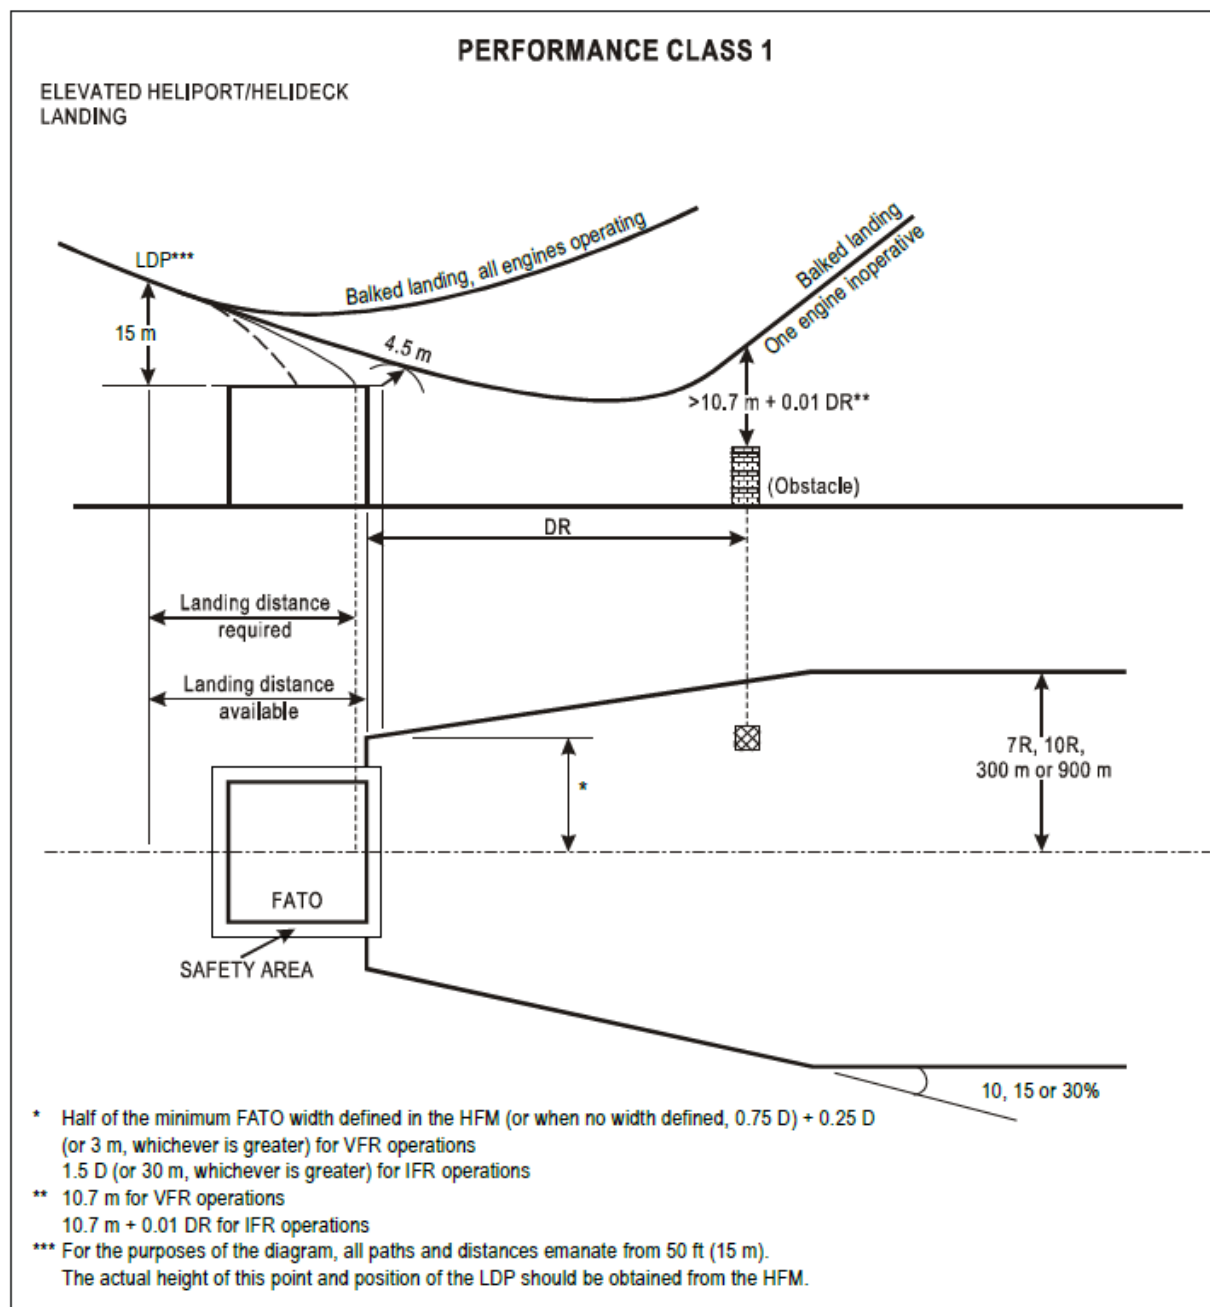 PERFORMANCE CLASS 1
ELEVATED HELIPORT/HELIDECK
LANDING
LDP***
Balked landing, all engines operating
Balked landing
One engine inoperative
15 m
4.5 m
>10.7 m + 0.01 DR**
(Obstacle)
DR
Landing distance
required
Landing distance
available
7R, 10R,
300 m or 900 m
*
FATO
SAFETY AREA
10, 15 or 30%
* Half of the minimum FATO width defined in the HFM (or when no width defined, 0.75 D) + 0.25 D
(or 3 m, whichever is greater) for VFR operations
1.5 D (or 30 m, whichever is greater) for IFR operations
** 10.7 m for VFR operations
10.7 m + 0.01 DR for IFR operations
*** For the purposes of the diagram, all paths and distances emanate from 50 ft (15 m).
The actual height of this point and position of the LDP should be obtained from the HFM.